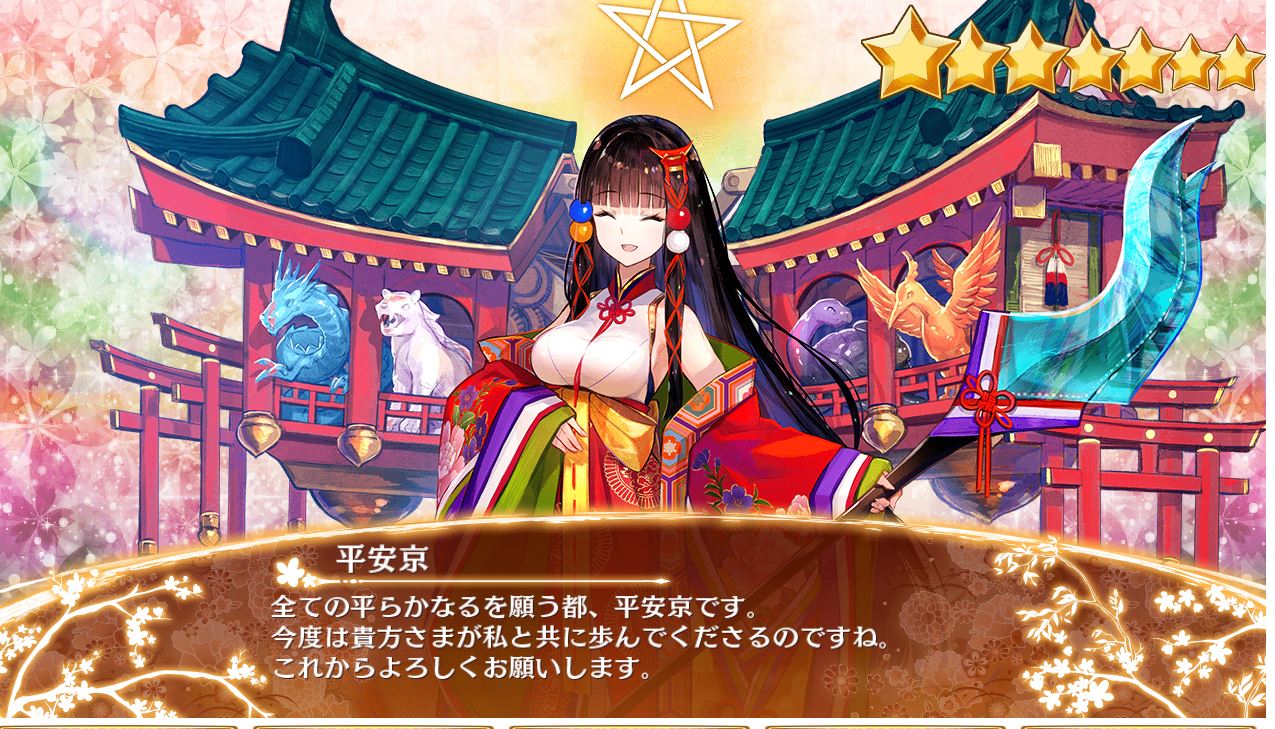 平安京
全ての平らかなるを願う都、平安京です。
今度は貴方さまが私と共に歩んでくださるのですね。
これからよろしくお願いします。